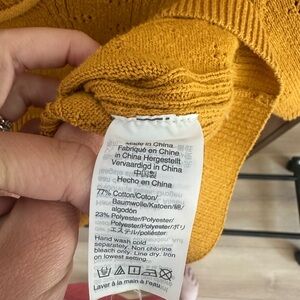 Made in China
Fabriqué en Chine
in China Hergestellt
Vervaardigd in China
中国製
Hecho en China
77% Cotton/Coton/
Baumwolle/Katoen/綿/
algodón
23% Polyester/Polyester/
Polyester/Polyester/ポリ
エステル/poliéster
Hand wash cold
separately. Non chlorine
bleach only. Line dry. Iron
on lowest setting.
Laver à la main à l'eau